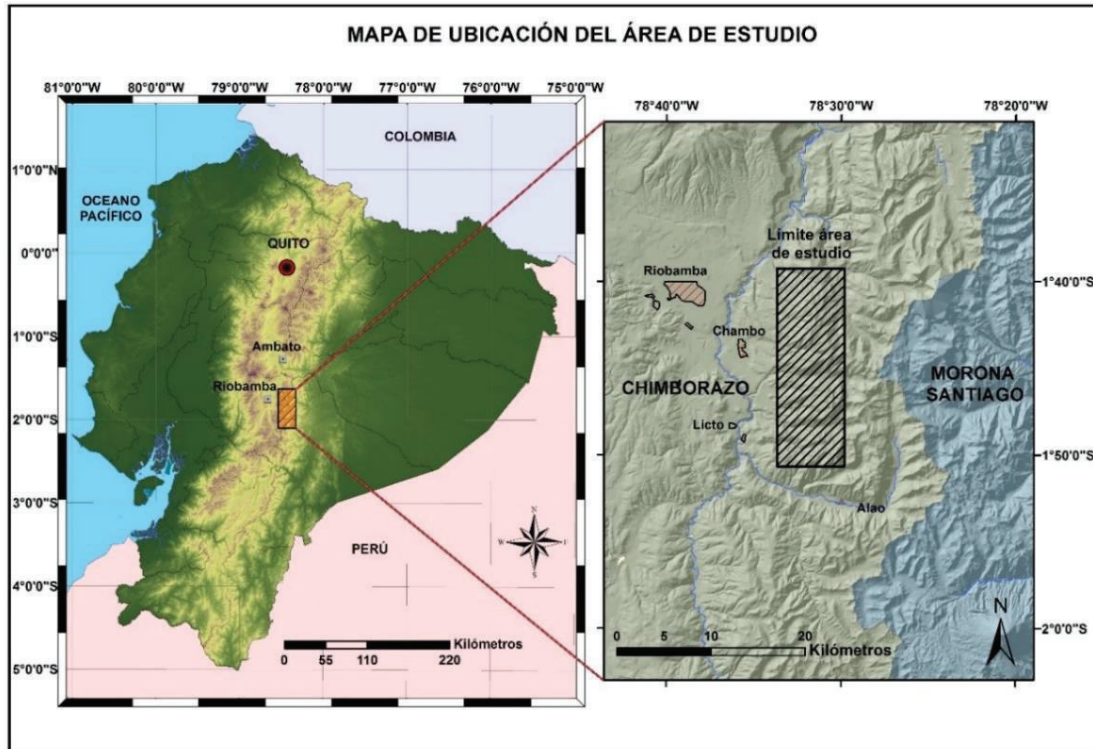 MAPA DE UBICACIÓN DEL ÁREA DE ESTUDIO
81°0'0"W 80°0'0"W 79°0'0"W 78°0'0"W 77°0'0"W 76°0'0"W 75°0'0"W
COLOMBIA
OCEANO
PACÍFICO
QUITO
Ambato
Riobamba
PERÚ
N
W E
S
Kilómetros
0 55 110 220
1°0'0"N
0°0'0"
1°0'0"S
2°0'0"S
3°0'0"S
4°0'0"S
5°0'0"S
78°40'0"W 78°30'0"W 78°20'0"W
Límite área
de estudio
Riobamba
Chambo
CHIMBORAZO
MORONA
SANTIAGO
Licto
Alao
N
0 5 10 20
Kilómetros
1°40'0"S
1°50'0"S
2°0'0"S